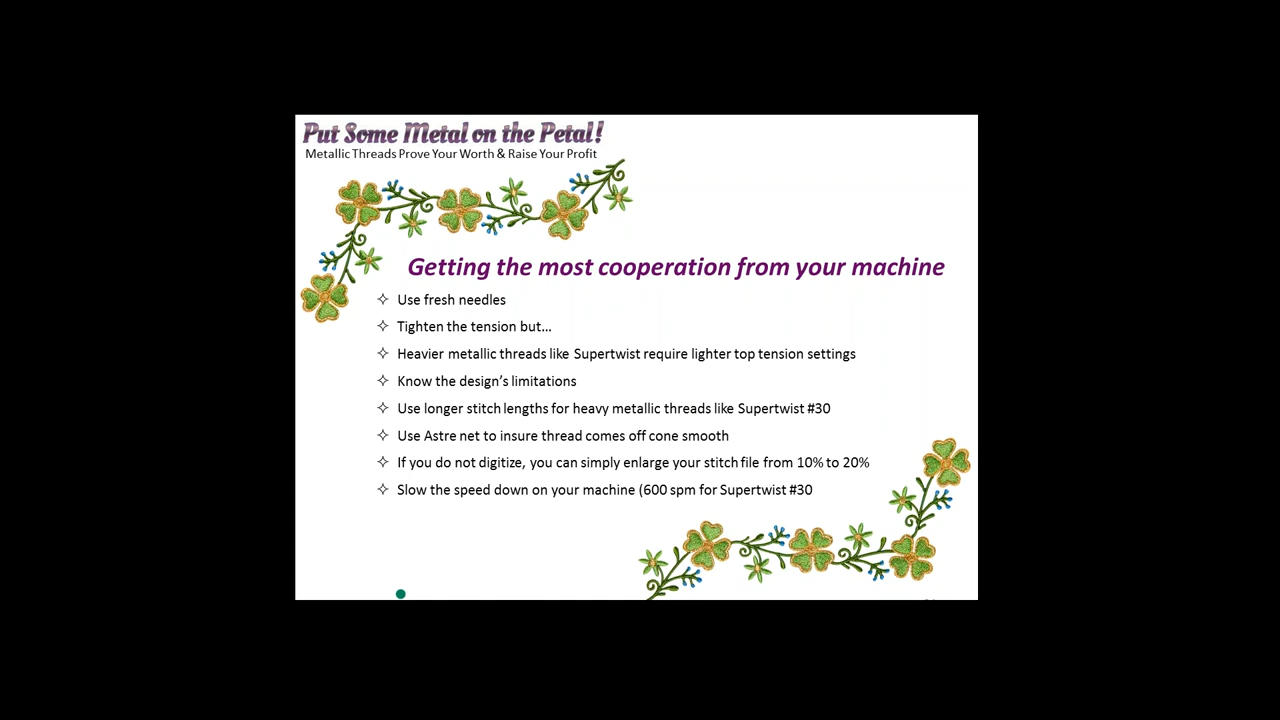 Put Some Metal on the Petal!
Metallic Threads Prove Your Worth & Raise Your Profit
Getting the most cooperation from your machine
Use fresh needles
Tighten the tension but…
Heavier metallic threads like Supertwist require lighter top tension settings
Know the design's limitations
Use longer stitch lengths for heavy metallic threads like Supertwist #30
Use Astre net to insure thread comes off cone smooth
If you do not digitize, you can simply enlarge your stitch file from 10% to 20%
Slow the speed down on your machine (600 spm for Supertwist #30